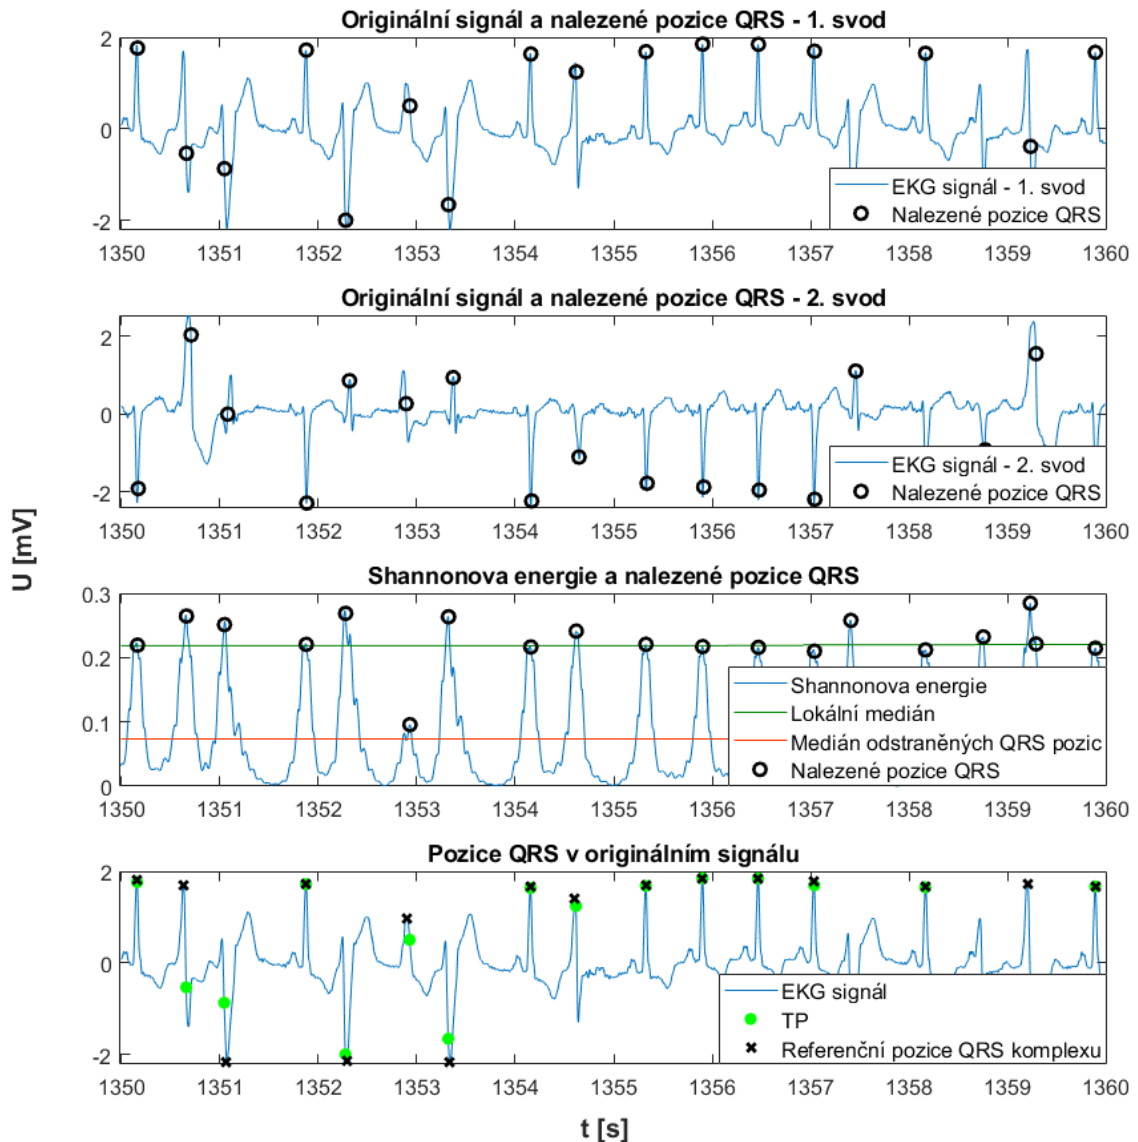 Originální signál a nalezené pozice QRS - 1. svod
2
0
-2
EKG signál - 1. svod
Nalezené pozice QRS
1350 1351 1352 1353 1354 1355 1356 1357 1358 1359 1360
Originální signál a nalezené pozice QRS - 2. svod
2
0
-2
EKG signál - 2. svod
Nalezené pozice QRS
1350 1351 1352 1353 1354 1355 1356 1357 1358 1359 1360
U [mV]
Shannonova energie a nalezené pozice QRS
0.3
0.2
0.1
0
Shannonova energie
Lokální medián
Medián odstraněných QRS pozic
Nalezené pozice QRS
1350 1351 1352 1353 1354 1355 1356 1357 1358 1359 1360
Pozice QRS v originálním signálu
2
0
-2
EKG signál
TP
Referenční pozice QRS komplexu
1350 1351 1352 1353 1354 1355 1356 1357 1358 1359 1360
t [s]